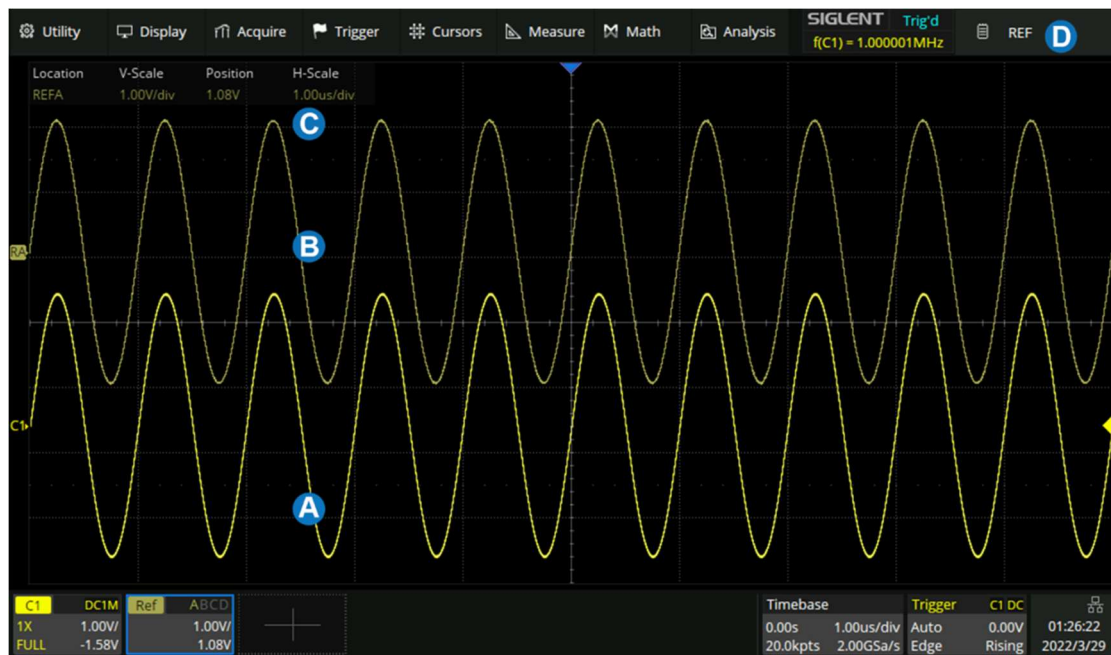 Utility Display Acquire Trigger Cursors Measure Math Analysis
SIGLENT Trig'd
f(C1) = 1.000001MHz
REF D
Location V-Scale Position H-Scale
REFA 1.00V/div 1.08V 1.00us/div
C
RA
B
C1
A
C1 DC1M
1X 1.00V/
FULL -1.58V
Ref ABCD
1.00V/
1.08V
Timebase
0.00s 1.00us/div
20.0kpts 2.00GSa/s
Trigger C1 DC
Auto 0.00V
Edge Rising
01:26:22
2022/3/29